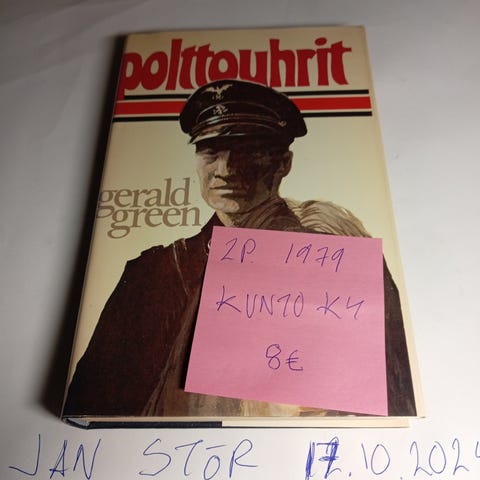 polttouhrit
gerald
green
2P. 1979
KUNTO K4
8€
JAN STÖR 17.10.2024